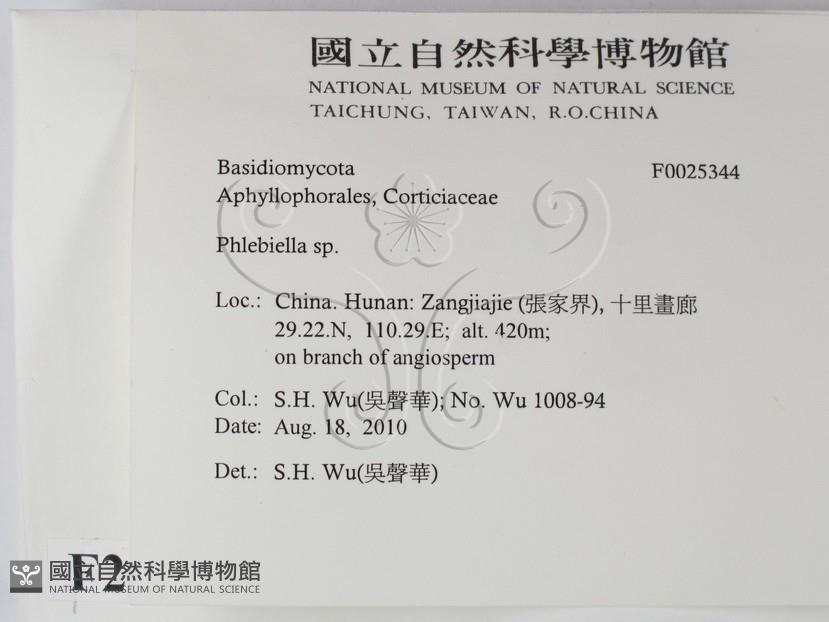 國立自然科學博物館
NATIONAL MUSEUM OF NATURAL SCIENCE
TAICHUNG, TAIWAN, R.O.CHINA
Basidiomycota F0025344
Aphyllophorales, Corticiaceae
Phlebiella sp.
Loc.: China. Hunan: Zangjiajie (張家界), 十里畫廊
29.22.N, 110.29.E; alt. 420m;
on branch of angiosperm
Col.: S.H. Wu(吳聲華); No. Wu 1008-94
Date: Aug. 18, 2010
Det.: S.H. Wu(吳聲華)
F2
國立自然科學博物館
NATIONAL MUSEUM OF NATURAL SCIENCE